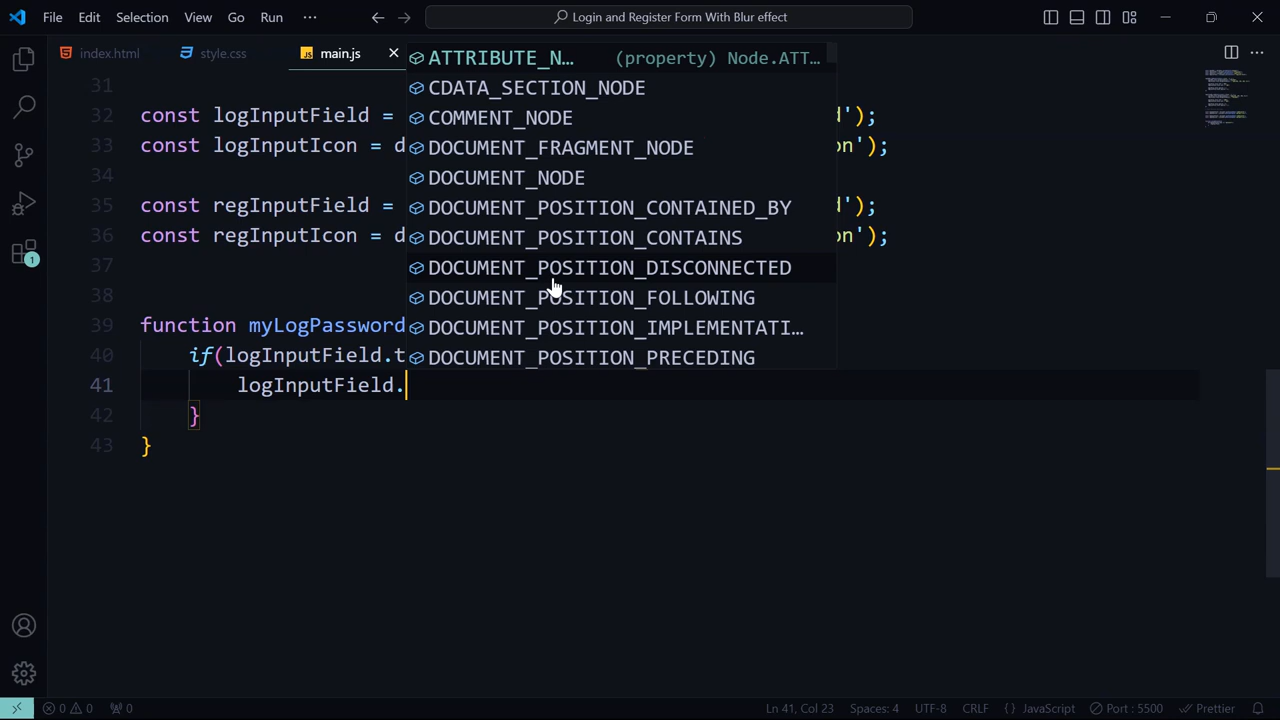 File Edit Selection View Go Run ··· Login and Register Form With Blur effect
index.html style.css JS main.js
31
32 const logInputField = d');
33 const logInputIcon = d on');
34
35 const regInputField = d');
36 const regInputIcon = d on');
37
38
39 function myLogPassword
40 if(logInputField.t
41 logInputField.
42 }
43 }
ATTRIBUTE_N… (property) Node.ATT…
CDATA_SECTION_NODE
COMMENT_NODE
DOCUMENT_FRAGMENT_NODE
DOCUMENT_NODE
DOCUMENT_POSITION_CONTAINED_BY
DOCUMENT_POSITION_CONTAINS
DOCUMENT_POSITION_DISCONNECTED
DOCUMENT_POSITION_FOLLOWING
DOCUMENT_POSITION_IMPLEMENTATI…
DOCUMENT_POSITION_PRECEDING
1
0 0 0 Ln 41, Col 23 Spaces: 4 UTF-8 CRLF {} JavaScript Port : 5500 Prettier